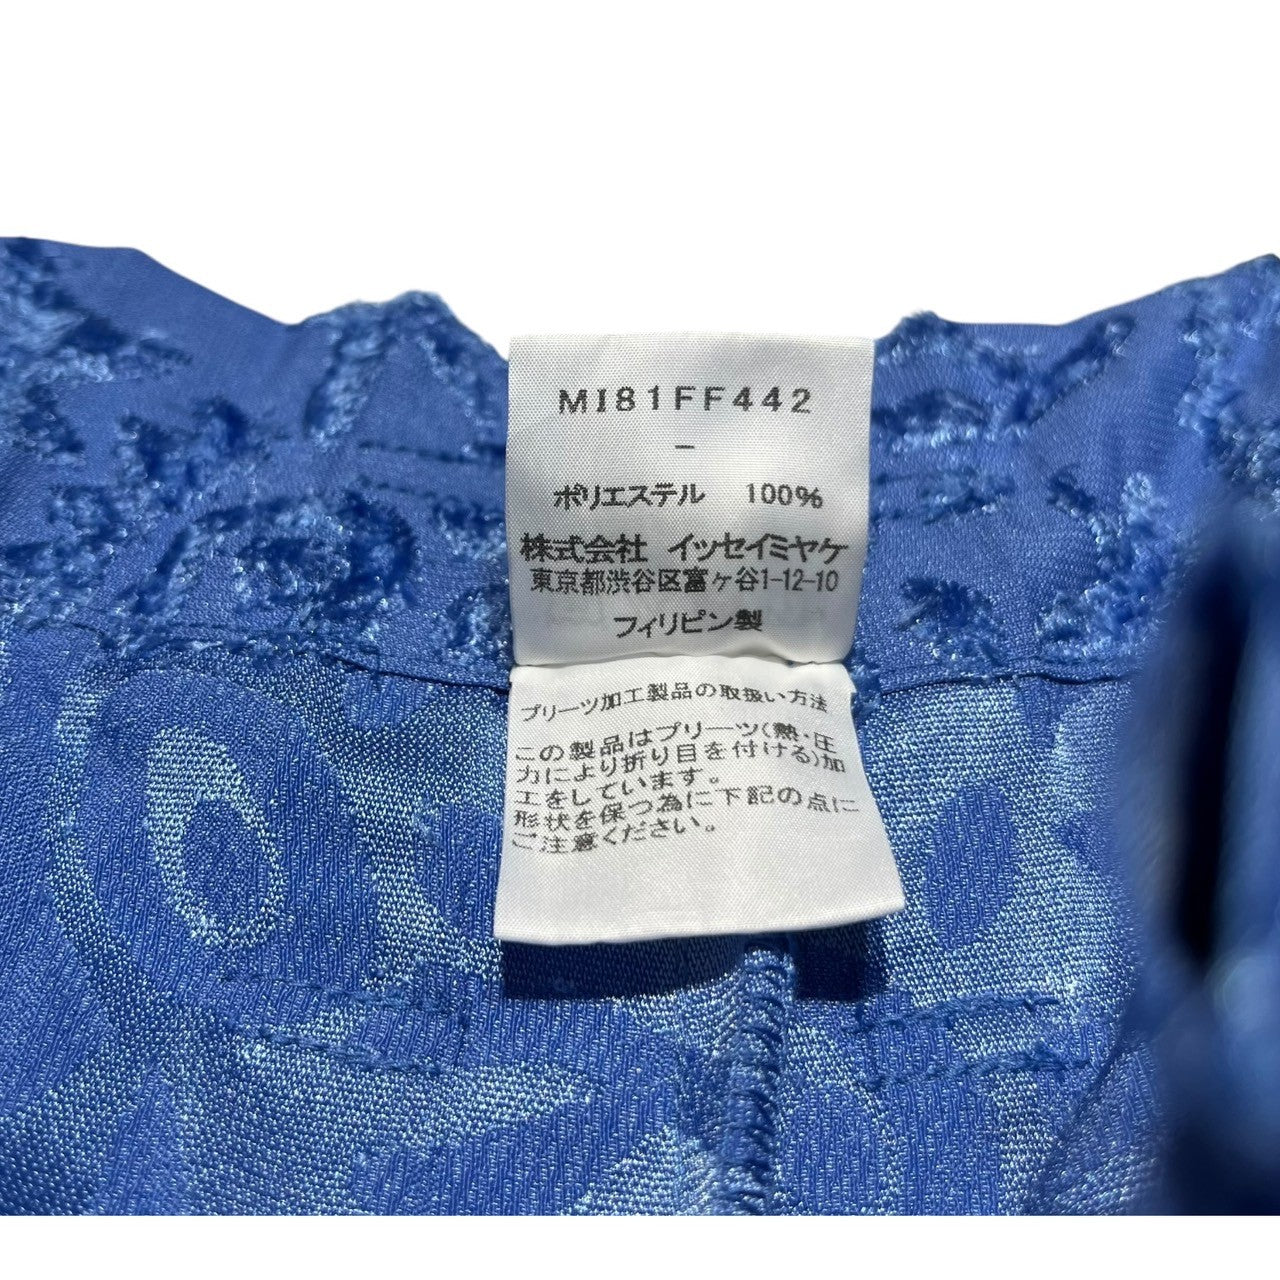 MI81FF442
–
ポリエステル 100%
株式会社 イッセイミヤケ
東京都渋谷区富ヶ谷1-12-10
フィリピン製
プリーツ加工製品の取扱い方法
この製品はプリーツ(熱・圧
力により折り目を付ける)加
工をしています。
形状を保つ為に下記の点に
ご注意ください。